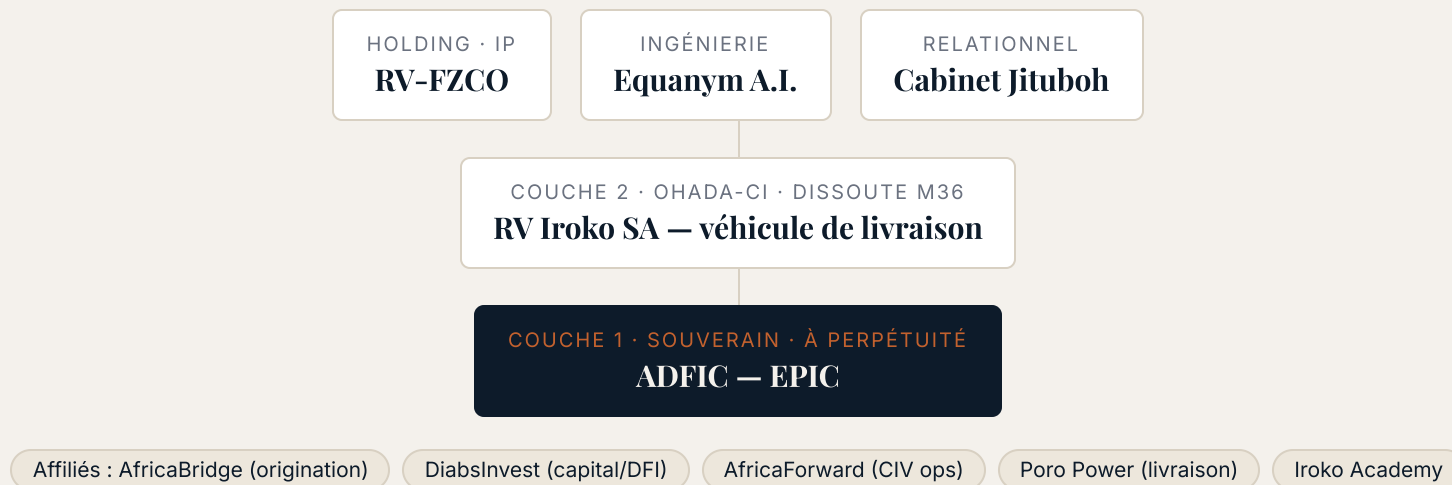 HOLDING · IP
RV-FZCO
INGÉNIERIE
Equanym A.I.
RELATIONNEL
Cabinet Jituboh
COUCHE 2 · OHADA-CI · DISSOUTE M36
RV Iroko SA — véhicule de livraison
COUCHE 1 · SOUVERAIN · À PERPÉTUITÉ
ADFIC — EPIC
Affiliés : AfricaBridge (origination)
DiabsInvest (capital/DFI)
AfricaForward (CIV ops)
Poro Power (livraison)
Iroko Academy